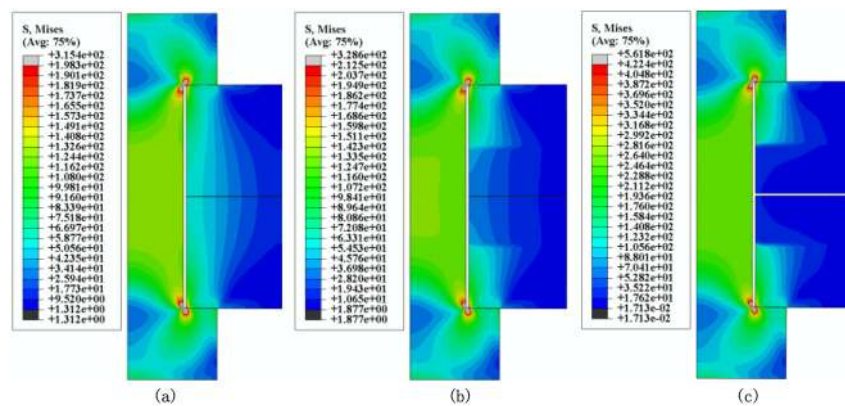 S, Mises
(Avg: 75%)
+3.154e+02
+1.983e+02
+1.901e+02
+1.819e+02
+1.737e+02
+1.655e+02
+1.573e+02
+1.491e+02
+1.408e+02
+1.326e+02
+1.244e+02
+1.162e+02
+1.080e+02
+9.981e+01
+9.160e+01
+8.339e+01
+7.518e+01
+6.697e+01
+5.877e+01
+5.056e+01
+4.235e+01
+3.414e+01
+2.594e+01
+1.773e+01
+9.520e+00
+1.312e+00
+1.312e+00
(a)
S, Mises
(Avg: 75%)
+3.286e+02
+2.125e+02
+2.037e+02
+1.949e+02
+1.862e+02
+1.774e+02
+1.686e+02
+1.598e+02
+1.511e+02
+1.423e+02
+1.335e+02
+1.247e+02
+1.160e+02
+1.072e+02
+9.841e+01
+8.964e+01
+8.086e+01
+7.208e+01
+6.331e+01
+5.453e+01
+4.576e+01
+3.698e+01
+2.820e+01
+1.943e+01
+1.065e+01
+1.877e+00
+1.877e+00
(b)
S, Mises
(Avg: 75%)
+5.618e+02
+4.224e+02
+4.048e+02
+3.872e+02
+3.696e+02
+3.520e+02
+3.344e+02
+3.168e+02
+2.992e+02
+2.816e+02
+2.640e+02
+2.464e+02
+2.288e+02
+2.112e+02
+1.936e+02
+1.760e+02
+1.584e+02
+1.408e+02
+1.232e+02
+1.056e+02
+8.801e+01
+7.041e+01
+5.282e+01
+3.522e+01
+1.762e+01
+1.713e-02
+1.713e-02
(c)